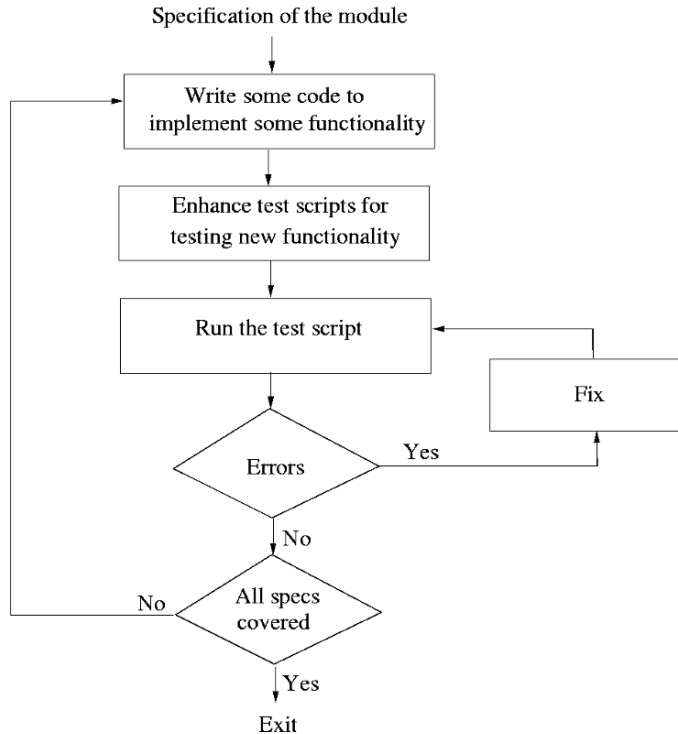 Specification of the module
Write some code to
implement some functionality
Enhance test scripts for
testing new functionality
Run the test script
Fix
Errors
Yes
No
All specs
covered
No
Yes
Exit